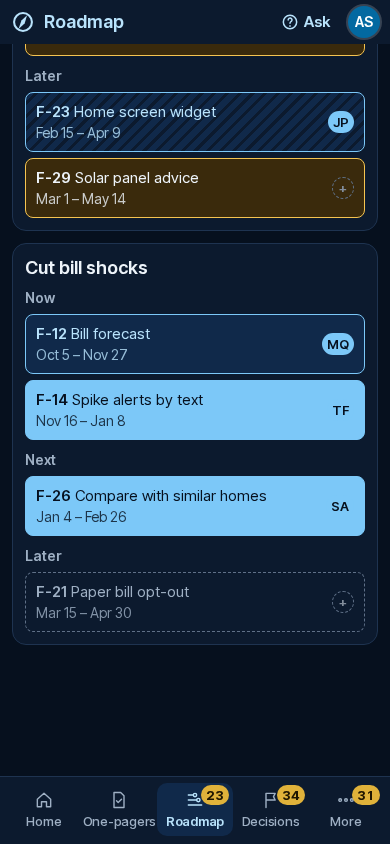 Roadmap
Ask
AS
Later
F-23 Home screen widget
Feb 15 – Apr 9
JP
F-29 Solar panel advice
Mar 1 – May 14
+
Cut bill shocks
Now
F-12 Bill forecast
Oct 5 – Nov 27
MQ
F-14 Spike alerts by text
Nov 16 – Jan 8
TF
Next
F-26 Compare with similar homes
Jan 4 – Feb 26
SA
Later
F-21 Paper bill opt-out
Mar 15 – Apr 30
+
23
34
31
Home
One-pagers
Roadmap
Decisions
More